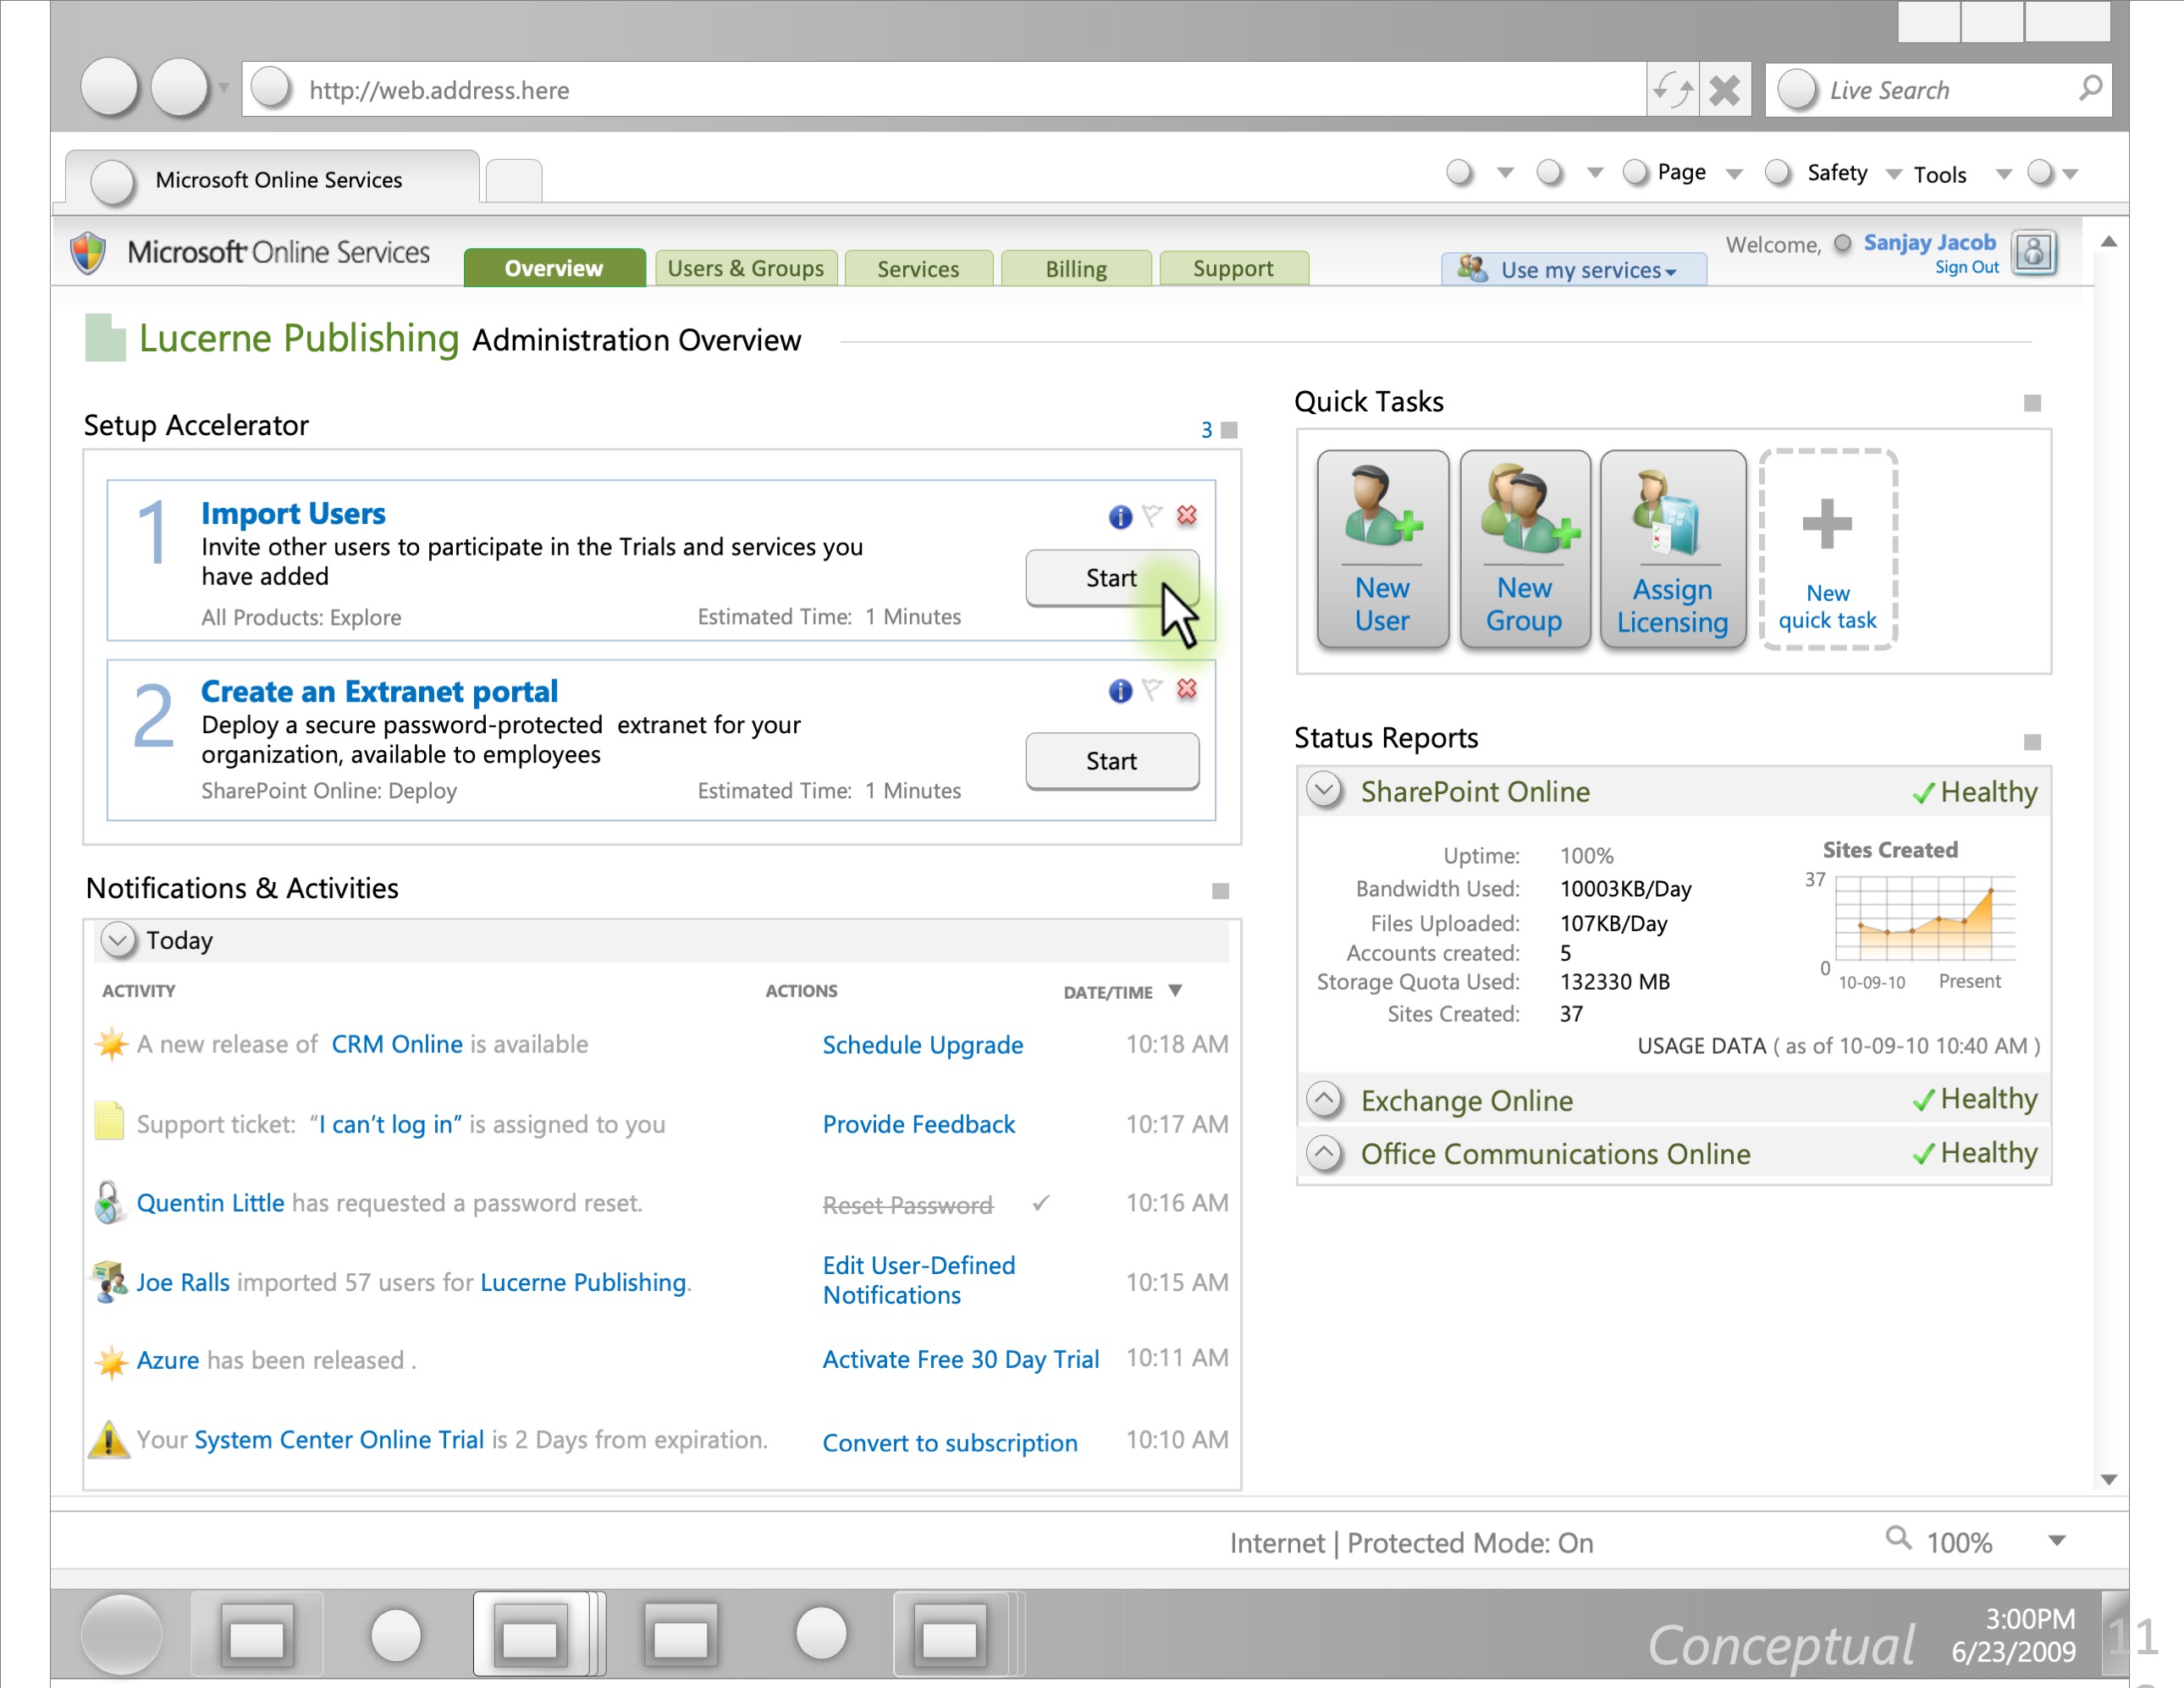 http://web.address.here
Live Search
Microsoft Online Services
Page
Safety
Tools
Microsoft Online Services
Overview
Users & Groups
Services
Billing
Support
Use my services
Welcome,
Sanjay Jacob
Sign Out
Lucerne Publishing Administration Overview
Setup Accelerator
3
1
Import Users
Invite other users to participate in the Trials and services you
have added
All Products: Explore
Estimated Time: 1 Minutes
Start
2
Create an Extranet portal
Deploy a secure password-protected extranet for your
organization, available to employees
SharePoint Online: Deploy
Estimated Time: 1 Minutes
Start
Quick Tasks
New
User
New
Group
Assign
Licensing
New
quick task
Status Reports
SharePoint Online
Healthy
Uptime: 100%
Bandwidth Used: 10003KB/Day
Files Uploaded: 107KB/Day
Accounts created: 5
Storage Quota Used: 132330 MB
Sites Created: 37
Sites Created
37
0
10-09-10
Present
USAGE DATA ( as of 10-09-10 10:40 AM )
Exchange Online
Healthy
Office Communications Online
Healthy
Notifications & Activities
Today
ACTIVITY
ACTIONS
DATE/TIME
A new release of CRM Online is available
Schedule Upgrade
10:18 AM
Support ticket: “I can’t log in” is assigned to you
Provide Feedback
10:17 AM
Quentin Little has requested a password reset.
Reset Password
10:16 AM
Joe Ralls imported 57 users for Lucerne Publishing.
Edit User-Defined
Notifications
10:15 AM
Azure has been released .
Activate Free 30 Day Trial
10:11 AM
Your System Center Online Trial is 2 Days from expiration.
Convert to subscription
10:10 AM
Internet | Protected Mode: On
100%
Conceptual
3:00PM
6/23/2009
11